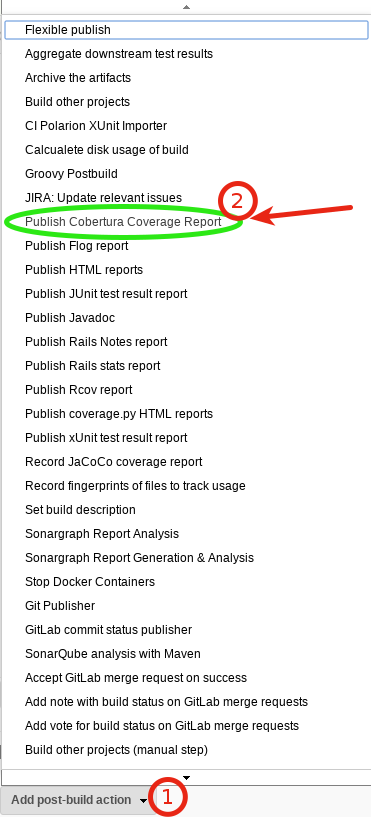 Flexible publish
Aggregate downstream test results
Archive the artifacts
Build other projects
CI Polarion XUnit Importer
Calcualete disk usage of build
Groovy Postbuild
JIRA: Update relevant issues
2
Publish Cobertura Coverage Report
Publish Flog report
Publish HTML reports
Publish JUnit test result report
Publish Javadoc
Publish Rails Notes report
Publish Rails stats report
Publish Rcov report
Publish coverage.py HTML reports
Publish xUnit test result report
Record JaCoCo coverage report
Record fingerprints of files to track usage
Set build description
Sonargraph Report Analysis
Sonargraph Report Generation & Analysis
Stop Docker Containers
Git Publisher
GitLab commit status publisher
SonarQube analysis with Maven
Accept GitLab merge request on success
Add note with build status on GitLab merge requests
Add vote for build status on GitLab merge requests
Build other projects (manual step)
Add post-build action 1